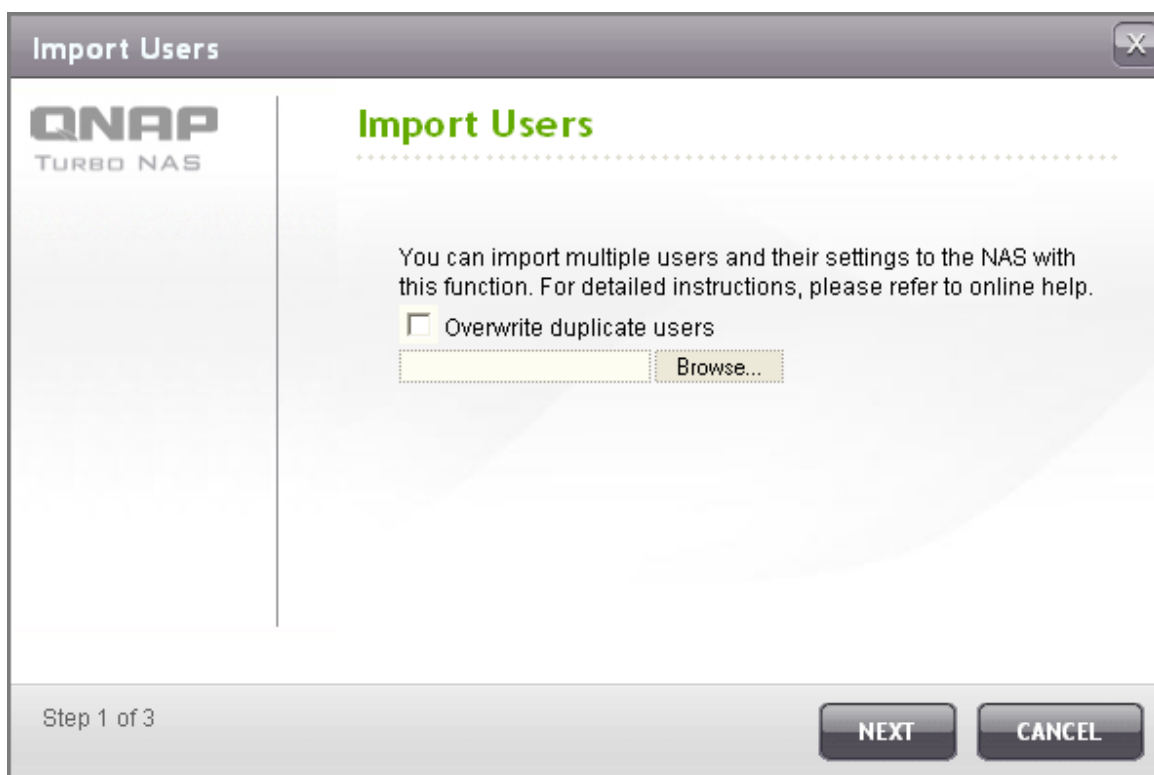 Import Users
X
QNAP
TURBO NAS
Import Users
You can import multiple users and their settings to the NAS with
this function. For detailed instructions, please refer to online help.
Overwrite duplicate users
Browse...
Step 1 of 3
NEXT
CANCEL